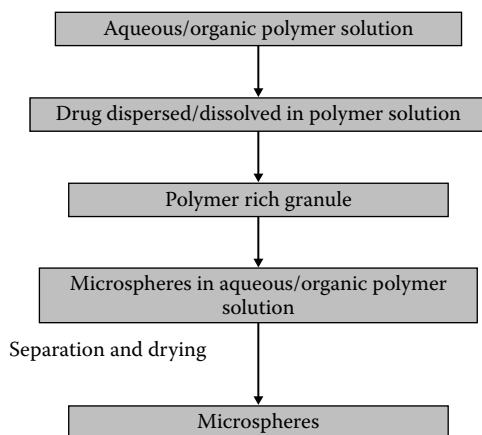 Aqueous/organic polymer solution
Drug dispersed/dissolved in polymer solution
Polymer rich granule
Microspheres in aqueous/organic polymer
solution
Separation and drying
Microspheres